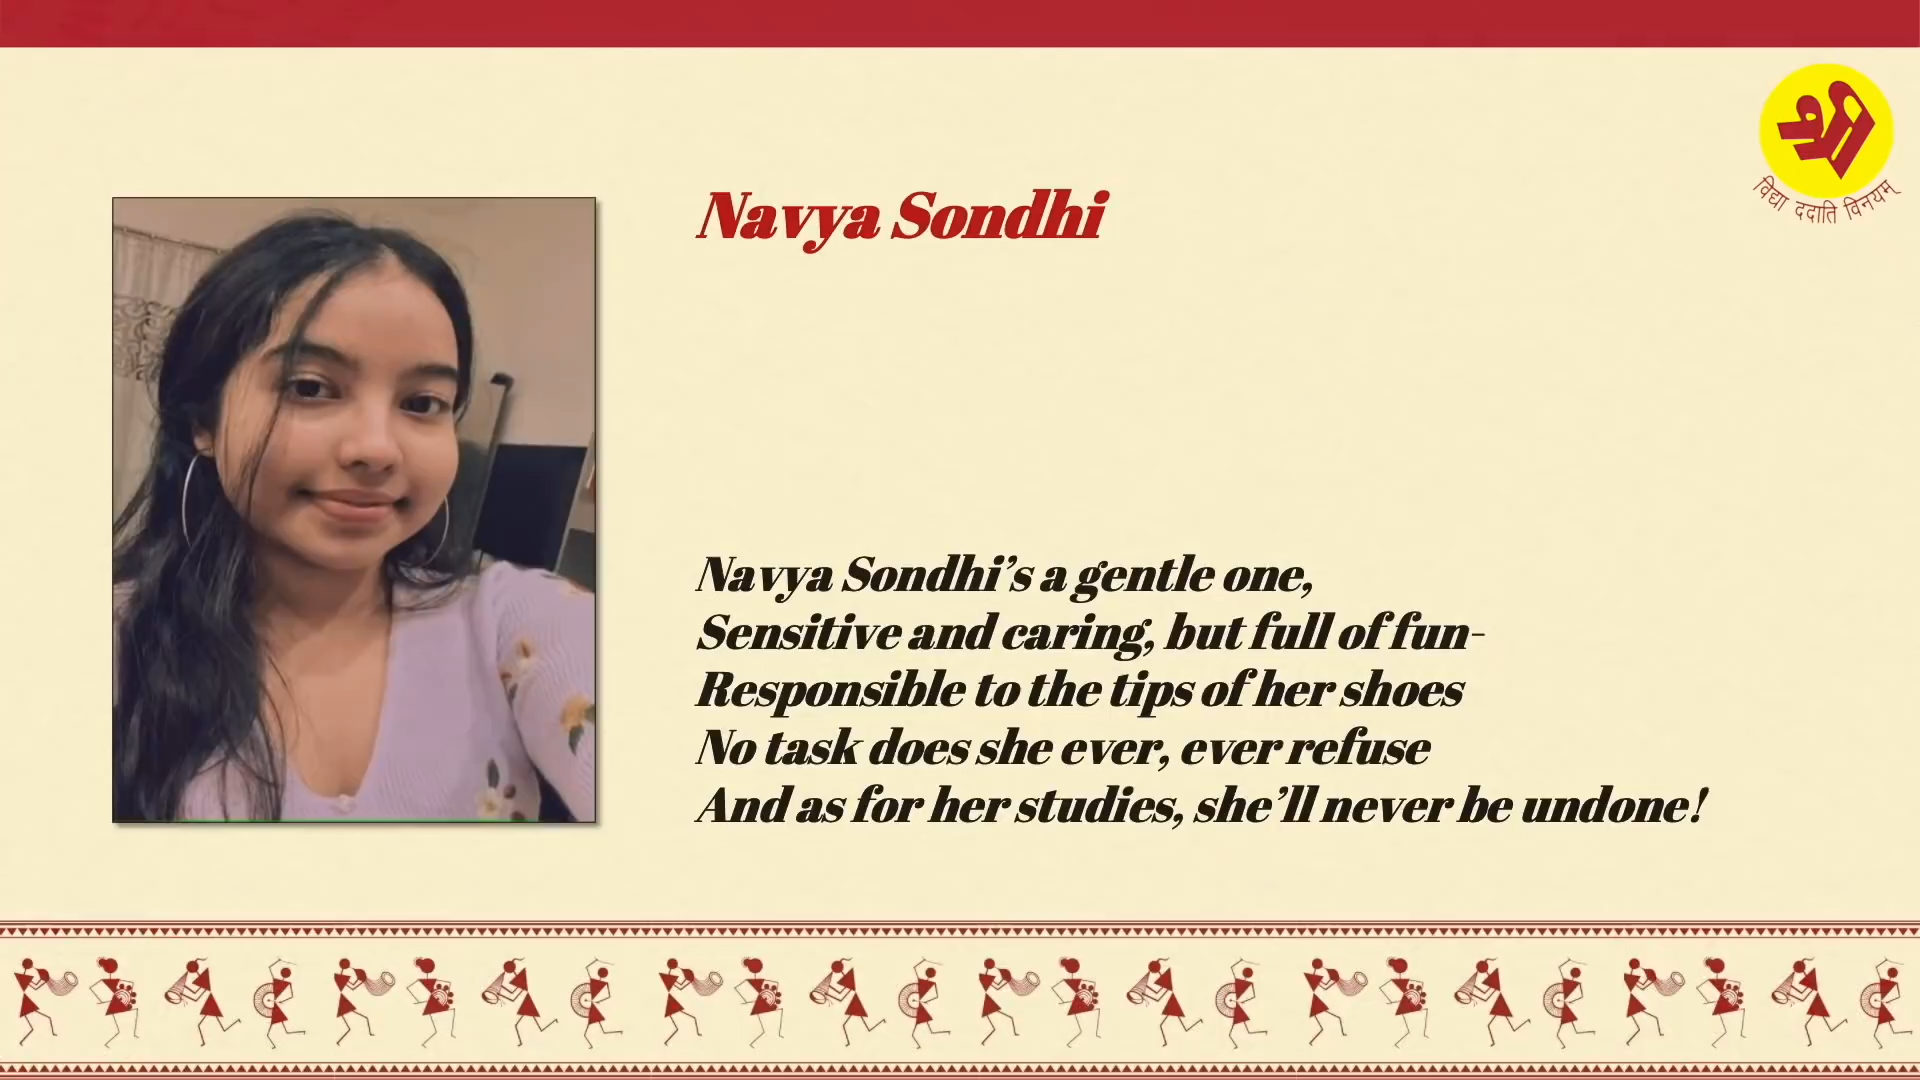 श्री
विद्या ददाति विनयम्
Navya Sondhi
Navya Sondhi’s a gentle one,
Sensitive and caring, but full of fun-
Responsible to the tips of her shoes
No task does she ever, ever refuse
And as for her studies, she’ll never be undone!